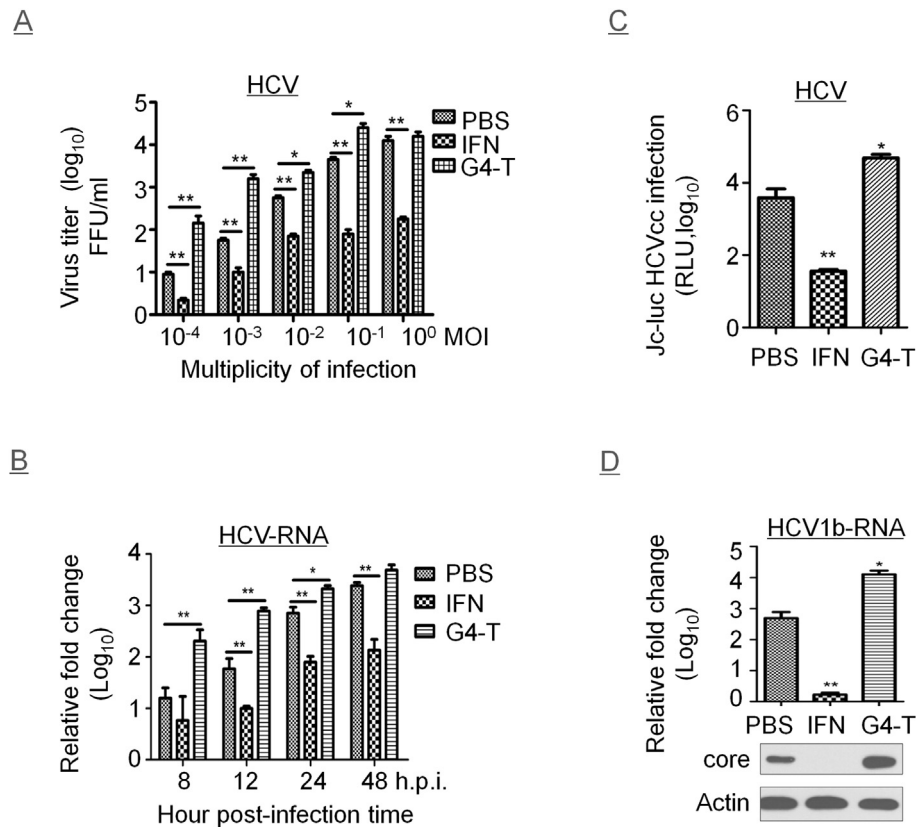 A
HCV
Virus titer (log10)
FFU/ml
5
4
3
2
1
0
** ** ** ** ** * ** * **
PBS
IFN
G4-T
10-4 10-3 10-2 10-1 100 MOI
Multiplicity of infection
C
HCV
Jc-luc HCVcc infection
(RLU,log10)
6
4
2
0
** *
PBS IFN G4-T
B
HCV-RNA
Relative fold change
(Log10)
4
3
2
1
0
** ** ** ** * **
PBS
IFN
G4-T
8 12 24 48 h.p.i.
Hour post-infection time
D
HCV1b-RNA
Relative fold change
(Log10)
5
4
3
2
1
0
** *
PBS IFN G4-T
core
Actin